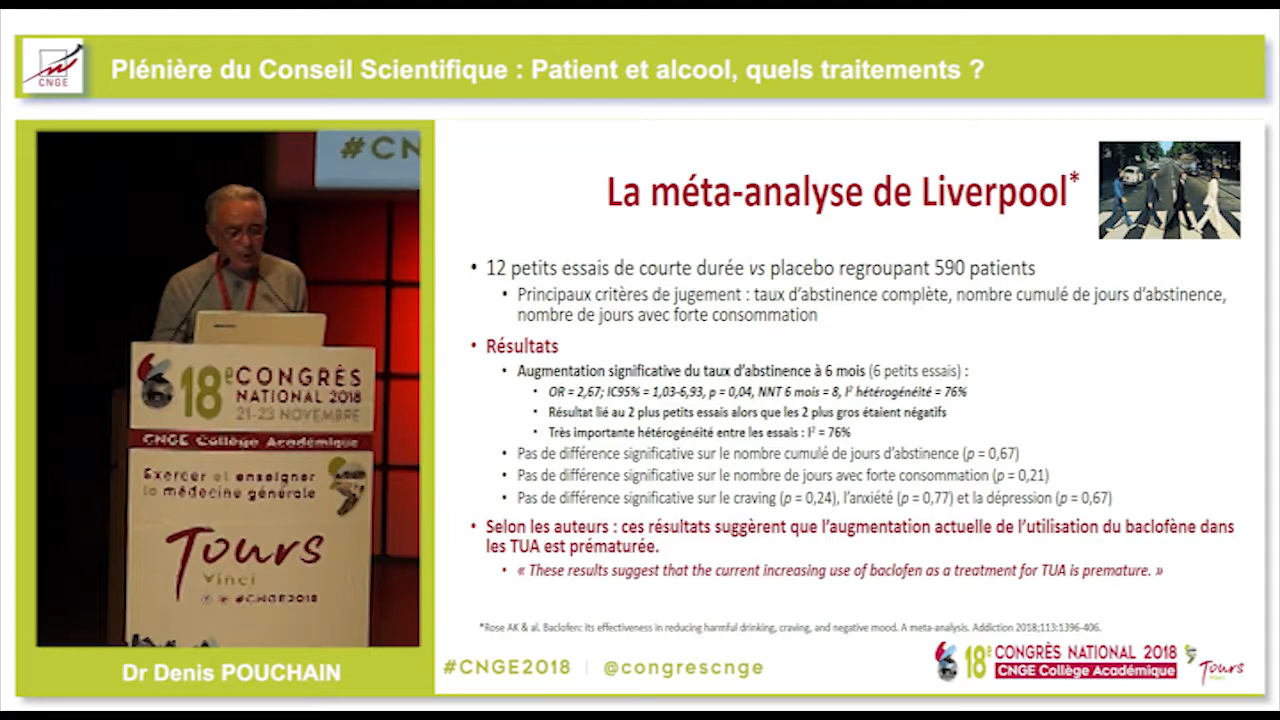 CNGE
Plénière du Conseil Scientifique : Patient et alcool, quels traitements ?
#CN
18e CONGRÈS
NATIONAL 2018
21-23 NOVEMBRE
CNGE Collège Académique
Exercer et enseigner
la médecine générale
Tours
Vinci
#CNGE2018
Dr Denis POUCHAIN
La méta-analyse de Liverpool*
• 12 petits essais de courte durée vs placebo regroupant 590 patients
• Principaux critères de jugement : taux d'abstinence complète, nombre cumulé de jours d'abstinence,
nombre de jours avec forte consommation
• Résultats
• Augmentation significative du taux d'abstinence à 6 mois (6 petits essais) :
• OR = 2,67; IC95% = 1,03-6,93, p = 0,04, NNT 6 mois = 8, I² hétérogénéité = 76%
• Résultat lié au 2 plus petits essais alors que les 2 plus gros étaient négatifs
• Très importante hétérogénéité entre les essais : I² = 76%
• Pas de différence significative sur le nombre cumulé de jours d'abstinence (p = 0,67)
• Pas de différence significative sur le nombre de jours avec forte consommation (p = 0,21)
• Pas de différence significative sur le craving (p = 0,24), l'anxiété (p = 0,77) et la dépression (p = 0,67)
• Selon les auteurs : ces résultats suggèrent que l'augmentation actuelle de l'utilisation du baclofène dans
les TUA est prématurée.
• « These results suggest that the current increasing use of baclofen as a treatment for TUA is premature. »
*Rose AK & al. Baclofen: its effectiveness in reducing harmful drinking, craving, and negative mood. A meta-analysis. Addiction 2018;113:1396-406.
#CNGE2018 | @congrescnge
18e CONGRÈS NATIONAL 2018
CNGE Collège Académique
Tours